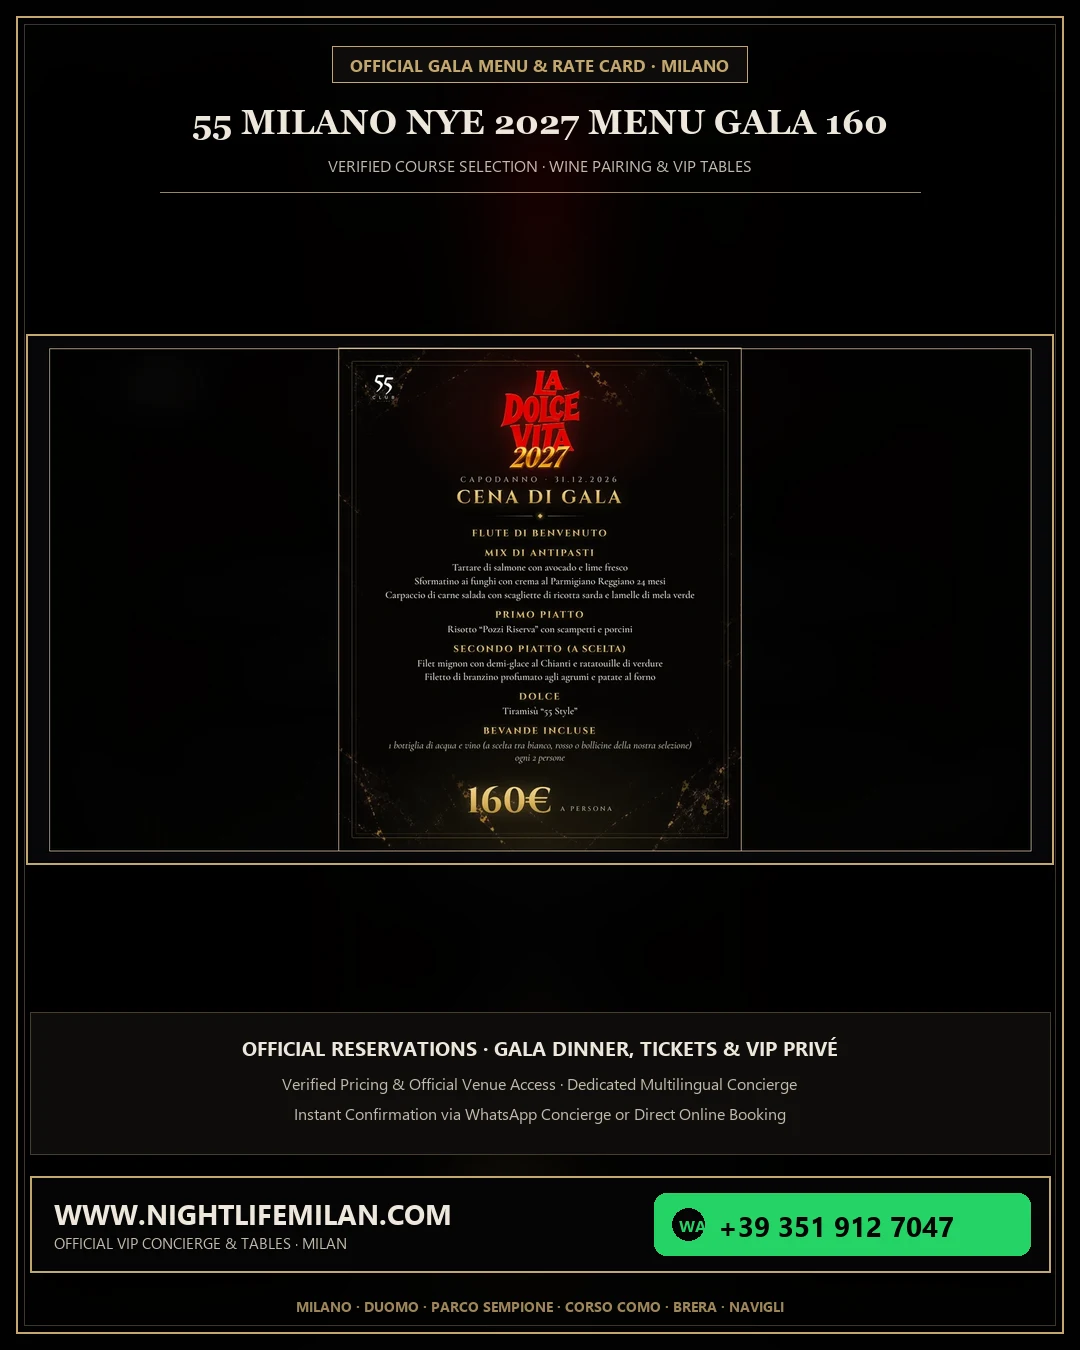 OFFICIAL GALA MENU & RATE CARD · MILANO
55 MILANO NYE 2027 MENU GALA 160
VERIFIED COURSE SELECTION · WINE PAIRING & VIP TABLES
55
CLUB
LA
DOLCE
VITA
2027
CAPODANNO · 31.12.2026
CENA DI GALA
FLUTE DI BENVENUTO
MIX DI ANTIPASTI
Tartare di salmone con avocado e lime fresco
Sformatino ai funghi con crema al Parmigiano Reggiano 24 mesi
Carpaccio di carne salada con scagliette di ricotta sarda e lamelle di mela verde
PRIMO PIATTO
Risotto “Pozzi Riserva” con scampetti e porcini
SECONDO PIATTO (A SCELTA)
Filet mignon con demi-glace al Chianti e ratatouille di verdure
Filetto di branzino profumato agli agrumi e patate al forno
DOLCE
Tiramisù “55 Style”
BEVANDE INCLUSE
1 bottiglia di acqua e vino (a scelta tra bianco, rosso o bollicine della nostra selezione)
ogni 2 persone
160€ A PERSONA
OFFICIAL RESERVATIONS · GALA DINNER, TICKETS & VIP PRIVÉ
Verified Pricing & Official Venue Access · Dedicated Multilingual Concierge
Instant Confirmation via WhatsApp Concierge or Direct Online Booking
WWW.NIGHTLIFEMILAN.COM
OFFICIAL VIP CONCIERGE & TABLES · MILAN
WA +39 351 912 7047
MILANO · DUOMO · PARCO SEMPIONE · CORSO COMO · BRERA · NAVIGLI